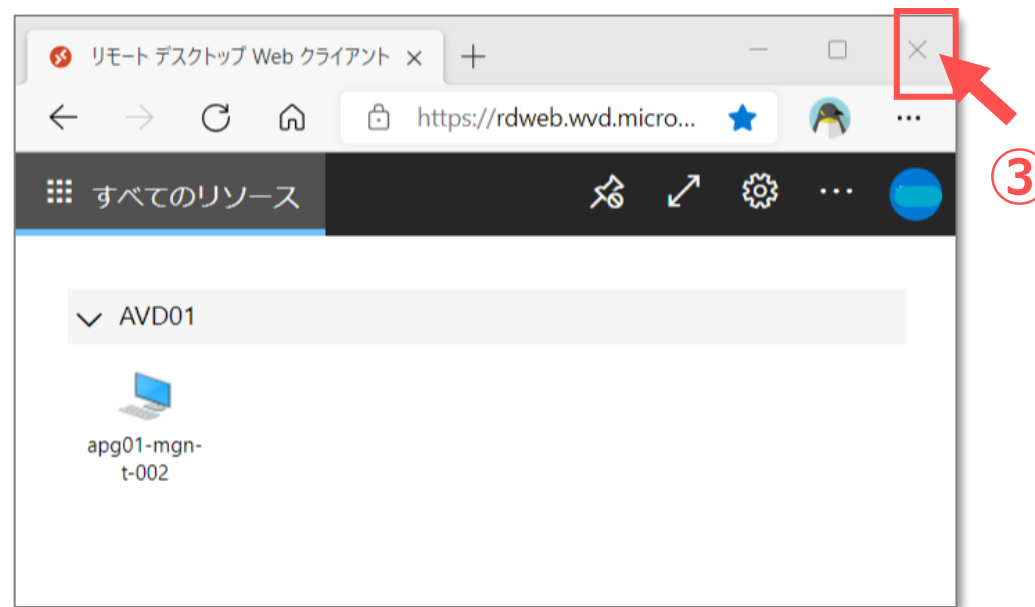 リモート デスクトップ Web クライアント
https://rdweb.wvd.micro...
③
すべてのリソース
AVD01
apg01-mgn-
t-002